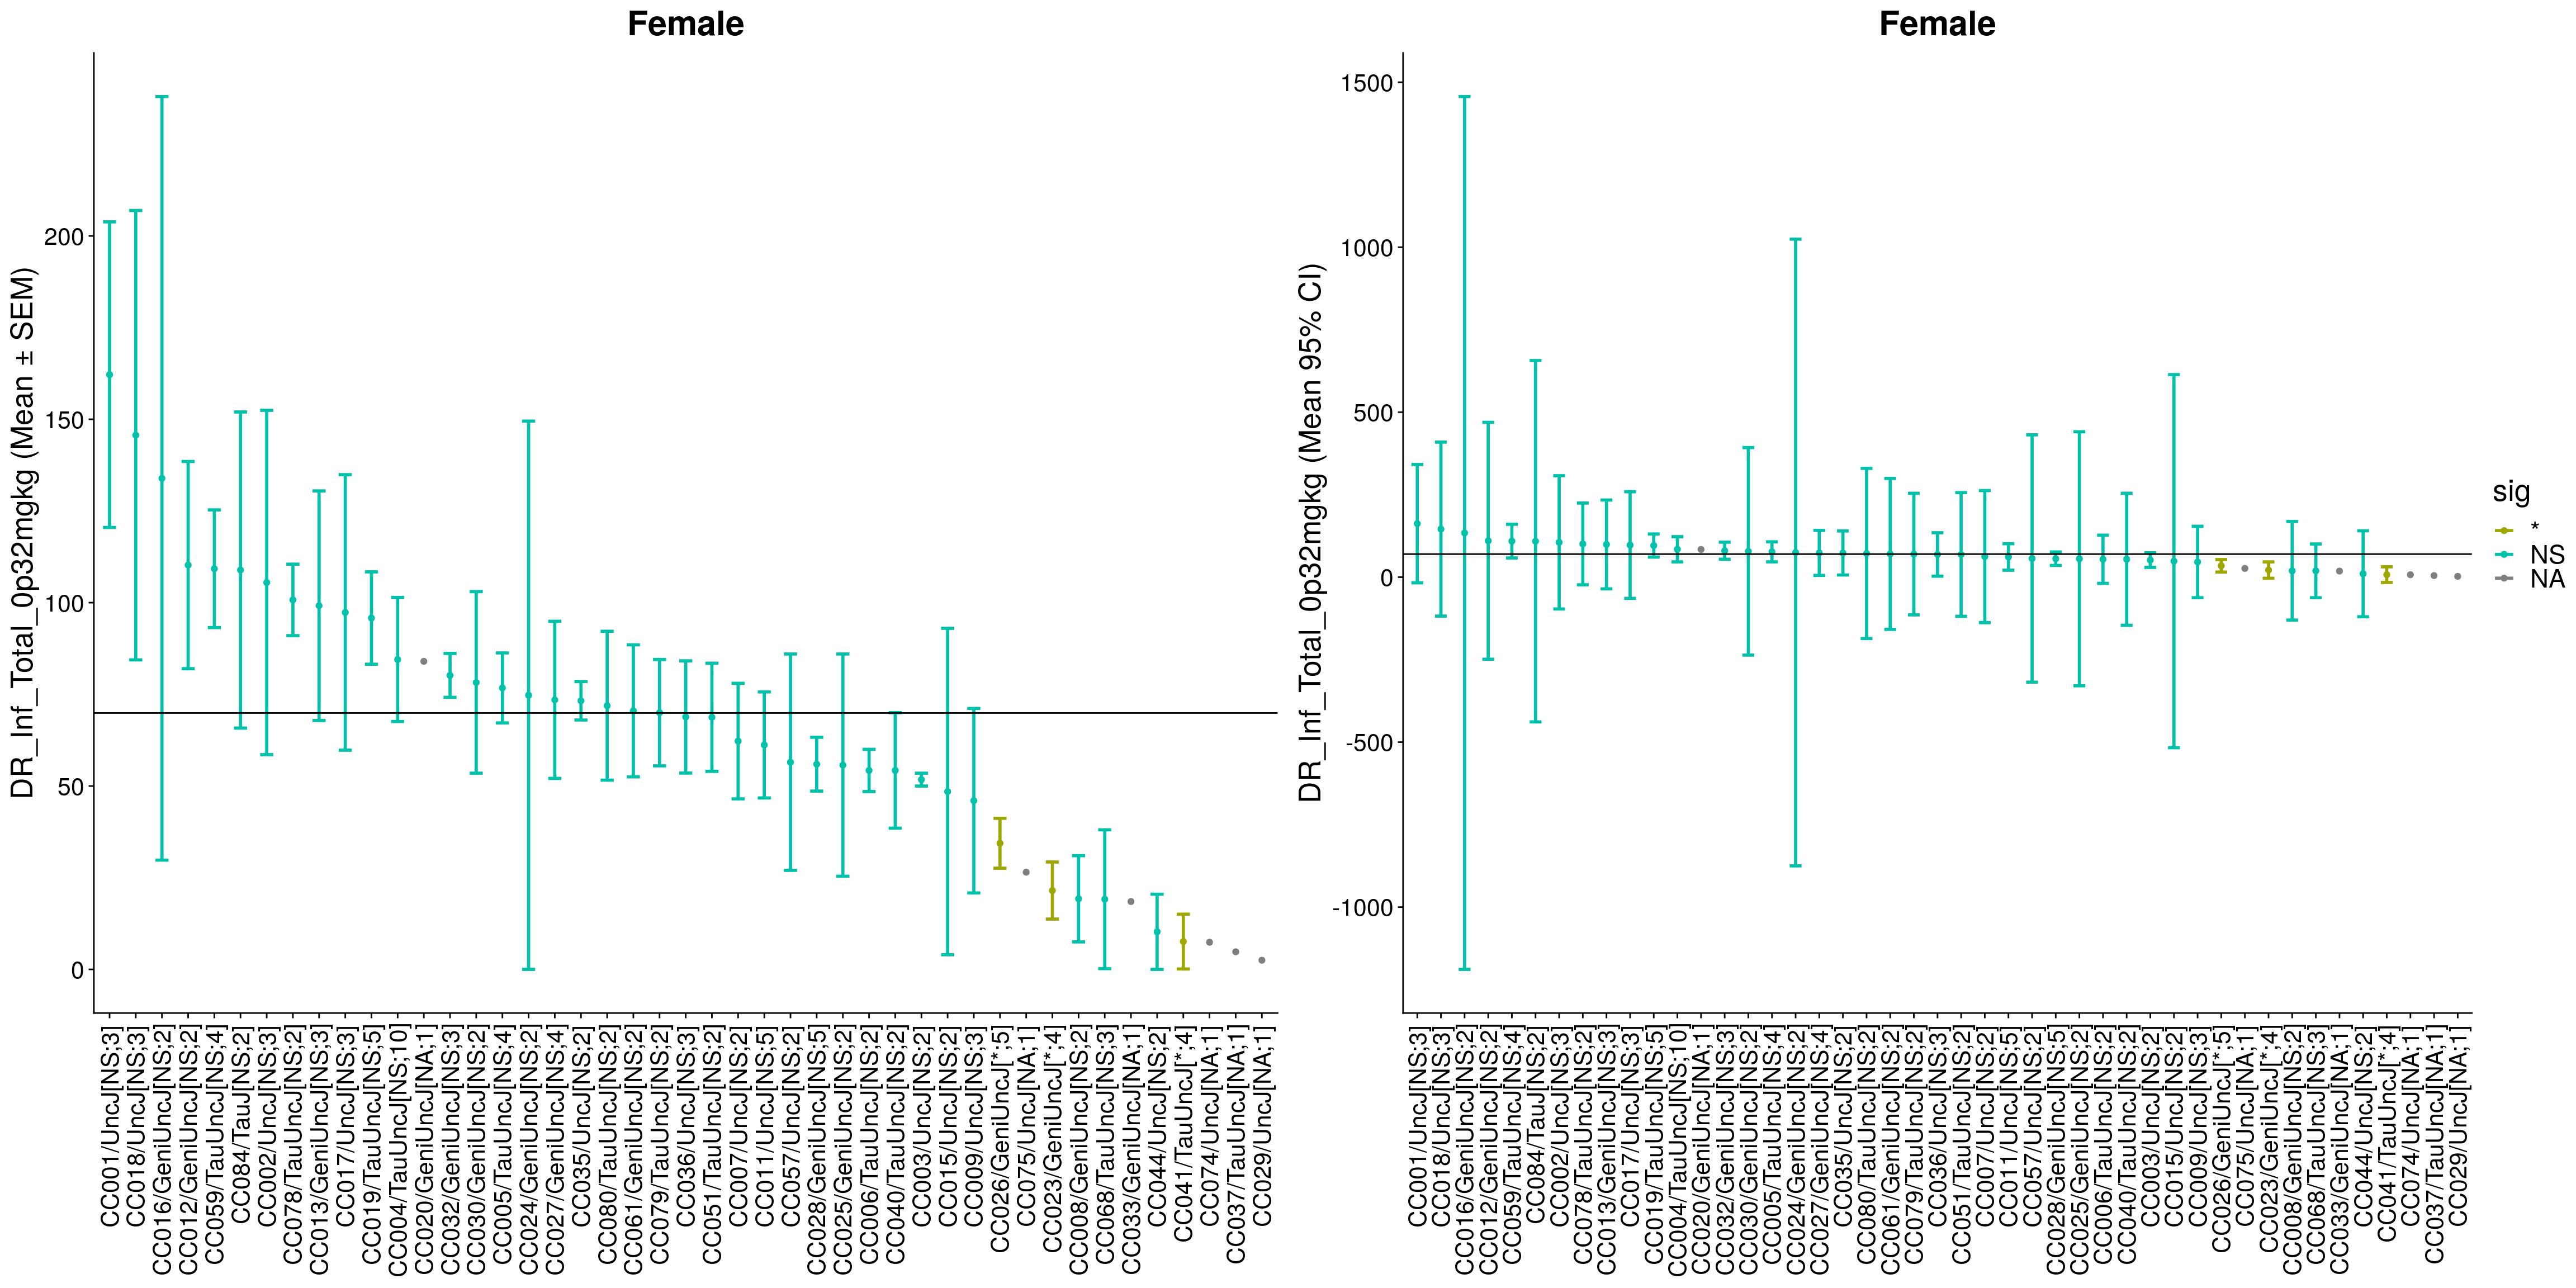 Female
DR_Inf_Total_0p32mgkg (Mean ± SEM)
200
150
100
50
0
CC001/UncJ[NS;3]
CC018/UncJ[NS;3]
CC016/GeniUncJ[NS;2]
CC012/GeniUncJ[NS;2]
CC059/TauUncJ[NS;4]
CC084/TauJ[NS;2]
CC002/UncJ[NS;3]
CC078/TauUncJ[NS;2]
CC013/GeniUncJ[NS;3]
CC017/UncJ[NS;3]
CC019/TauUncJ[NS;5]
CC004/TauUncJ[NS;10]
CC020/GeniUncJ[NA;1]
CC032/GeniUncJ[NS;3]
CC030/GeniUncJ[NS;2]
CC005/TauUncJ[NS;4]
CC024/GeniUncJ[NS;2]
CC027/GeniUncJ[NS;4]
CC035/UncJ[NS;2]
CC080/TauUncJ[NS;2]
CC061/GeniUncJ[NS;2]
CC079/TauUncJ[NS;2]
CC036/UncJ[NS;3]
CC051/TauUncJ[NS;2]
CC007/UncJ[NS;2]
CC011/UncJ[NS;5]
CC057/UncJ[NS;2]
CC028/GeniUncJ[NS;5]
CC025/GeniUncJ[NS;2]
CC006/TauUncJ[NS;2]
CC040/TauUncJ[NS;2]
CC003/UncJ[NS;2]
CC015/UncJ[NS;2]
CC009/UncJ[NS;3]
CC026/GeniUncJ[*;5]
CC075/UncJ[NA;1]
CC023/GeniUncJ[*;4]
CC008/GeniUncJ[NS;2]
CC068/TauUncJ[NS;3]
CC033/GeniUncJ[NA;1]
CC044/UncJ[NS;2]
CC041/TauUncJ[*;4]
CC074/UncJ[NA;1]
CC037/TauUncJ[NA;1]
CC029/UncJ[NA;1]
Female
DR_Inf_Total_0p32mgkg (Mean 95% CI)
1500
1000
500
0
-500
-1000
CC001/UncJ[NS;3]
CC018/UncJ[NS;3]
CC016/GeniUncJ[NS;2]
CC012/GeniUncJ[NS;2]
CC059/TauUncJ[NS;4]
CC084/TauJ[NS;2]
CC002/UncJ[NS;3]
CC078/TauUncJ[NS;2]
CC013/GeniUncJ[NS;3]
CC017/UncJ[NS;3]
CC019/TauUncJ[NS;5]
CC004/TauUncJ[NS;10]
CC020/GeniUncJ[NA;1]
CC032/GeniUncJ[NS;3]
CC030/GeniUncJ[NS;2]
CC005/TauUncJ[NS;4]
CC024/GeniUncJ[NS;2]
CC027/GeniUncJ[NS;4]
CC035/UncJ[NS;2]
CC080/TauUncJ[NS;2]
CC061/GeniUncJ[NS;2]
CC079/TauUncJ[NS;2]
CC036/UncJ[NS;3]
CC051/TauUncJ[NS;2]
CC007/UncJ[NS;2]
CC011/UncJ[NS;5]
CC057/UncJ[NS;2]
CC028/GeniUncJ[NS;5]
CC025/GeniUncJ[NS;2]
CC006/TauUncJ[NS;2]
CC040/TauUncJ[NS;2]
CC003/UncJ[NS;2]
CC015/UncJ[NS;2]
CC009/UncJ[NS;3]
CC026/GeniUncJ[*;5]
CC075/UncJ[NA;1]
CC023/GeniUncJ[*;4]
CC008/GeniUncJ[NS;2]
CC068/TauUncJ[NS;3]
CC033/GeniUncJ[NA;1]
CC044/UncJ[NS;2]
CC041/TauUncJ[*;4]
CC074/UncJ[NA;1]
CC037/TauUncJ[NA;1]
CC029/UncJ[NA;1]
sig
*
NS
NA